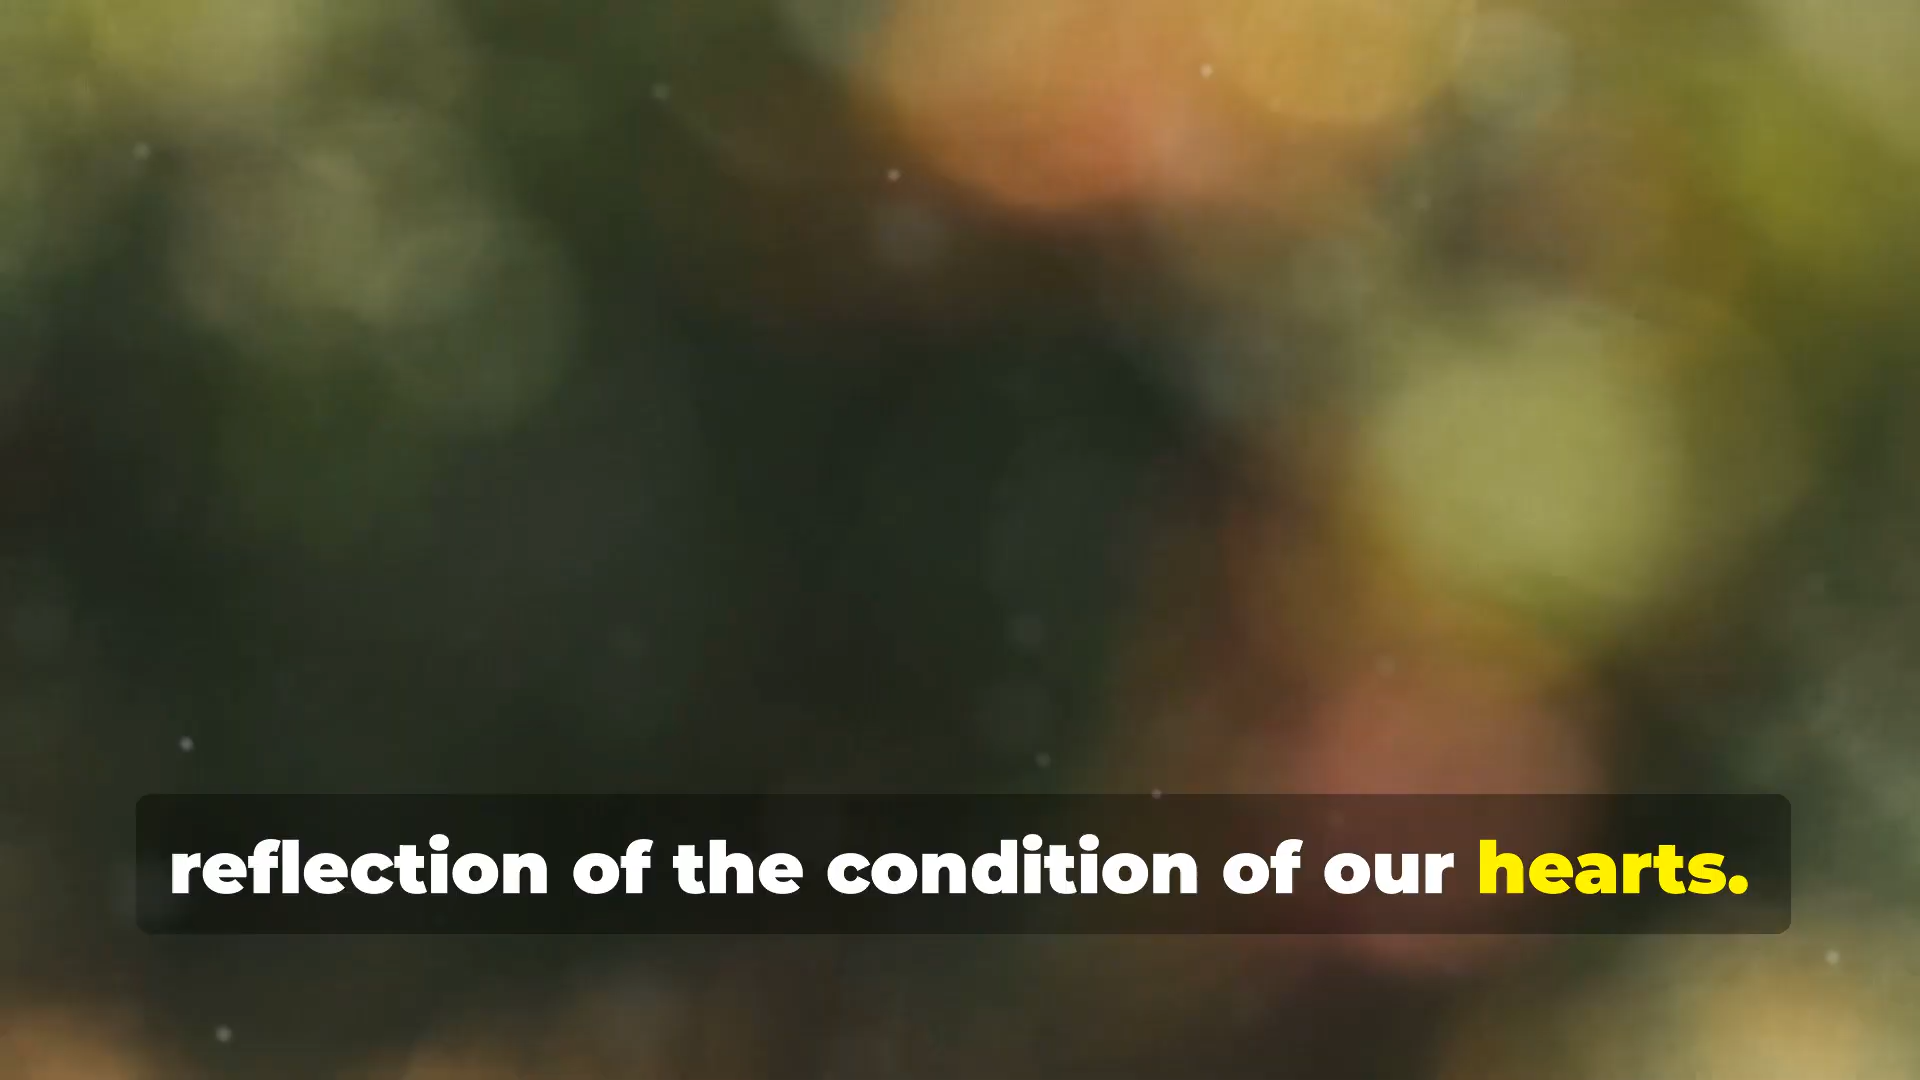 reflection of the condition of our hearts.